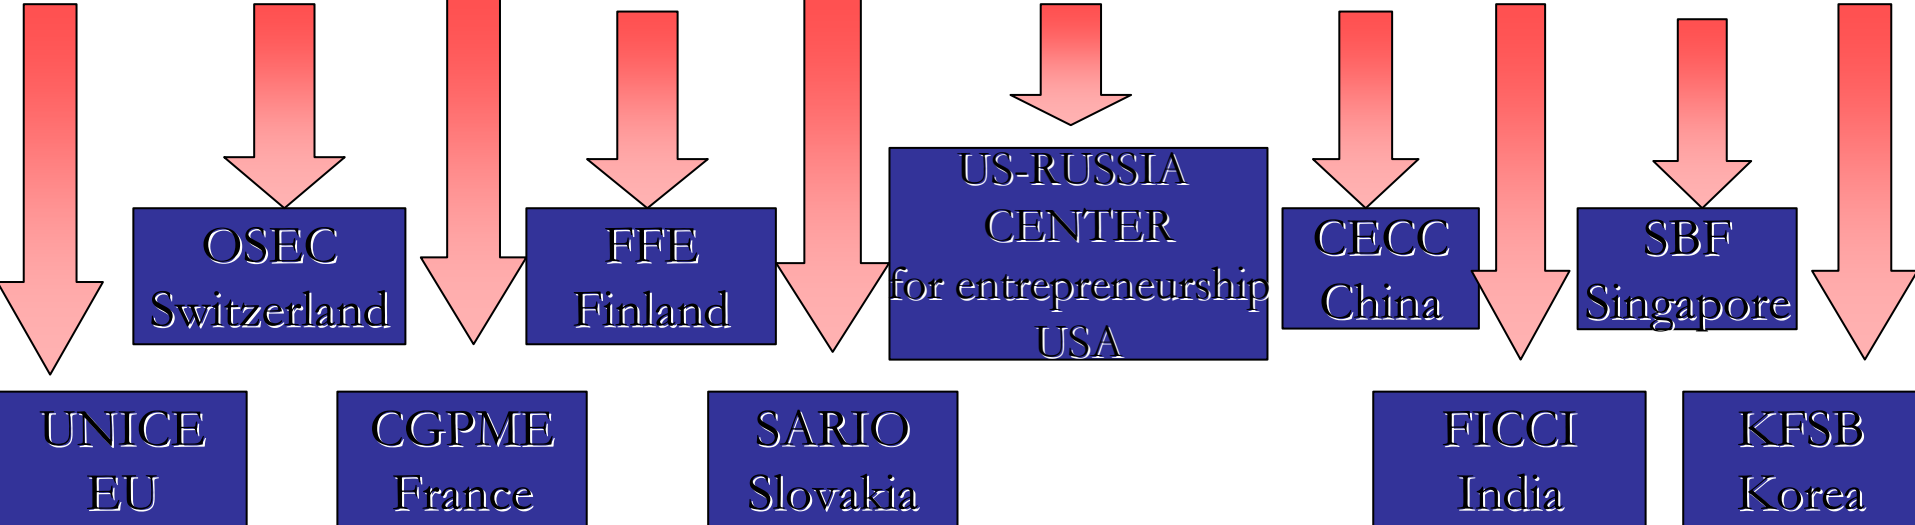 US-RUSSIA
CENTER
for entrepreneurship
USA
OSEC
Switzerland
FFE
Finland
CECC
China
SBF
Singapore
UNICE
EU
CGPME
France
SARIO
Slovakia
FICCI
India
KFSB
Korea